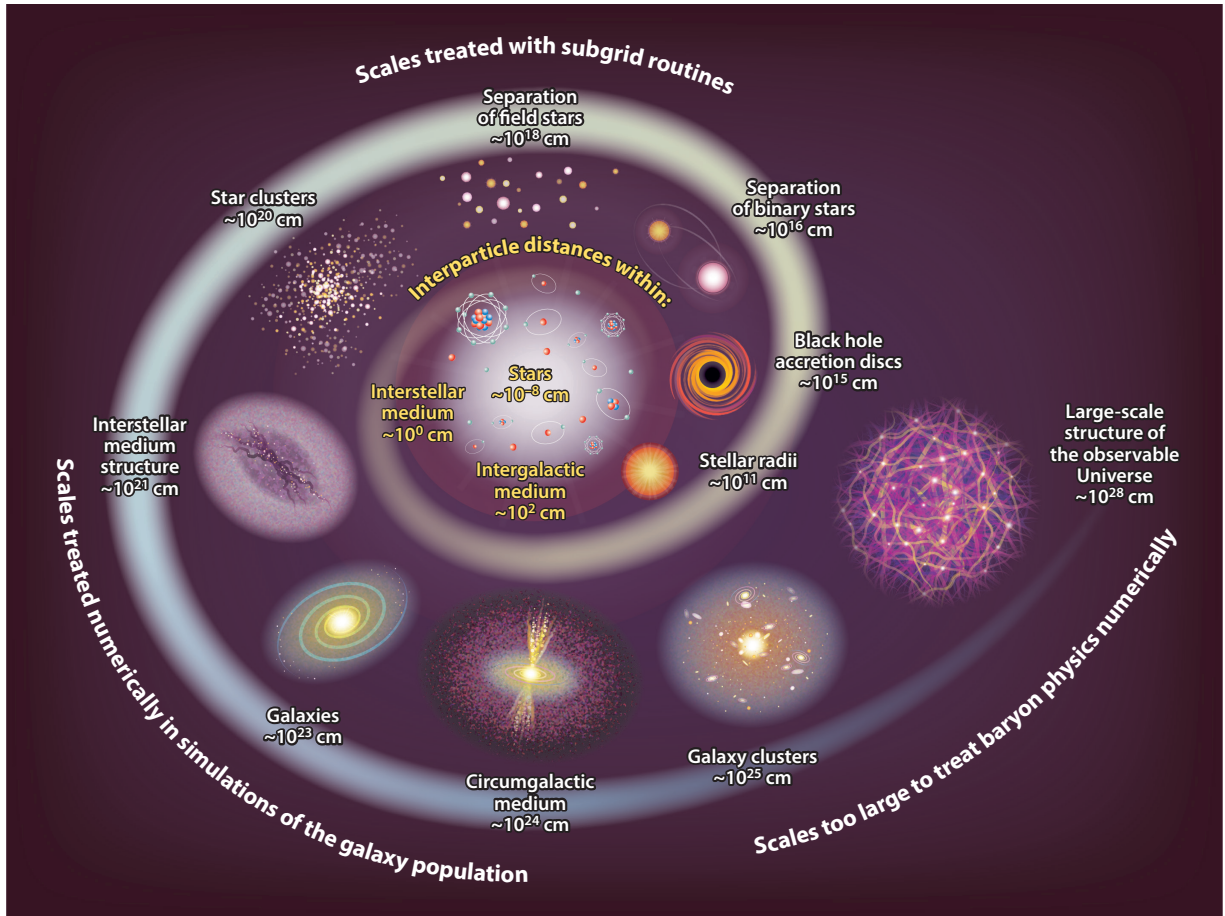 Scales treated with subgrid routines
Separation
of field stars
~10¹⁸ cm
Star clusters
~10²⁰ cm
Separation
of binary stars
~10¹⁶ cm
Interparticle distances within:
Stars
~10⁻⁸ cm
Interstellar
medium
~10⁰ cm
Intergalactic
medium
~10² cm
Black hole
accretion discs
~10¹⁵ cm
Stellar radii
~10¹¹ cm
Interstellar
medium
structure
~10²¹ cm
Large-scale
structure of
the observable
Universe
~10²⁸ cm
Galaxies
~10²³ cm
Circumgalactic
medium
~10²⁴ cm
Galaxy clusters
~10²⁵ cm
Scales treated numerically in simulations of the galaxy population
Scales too large to treat baryon physics numerically